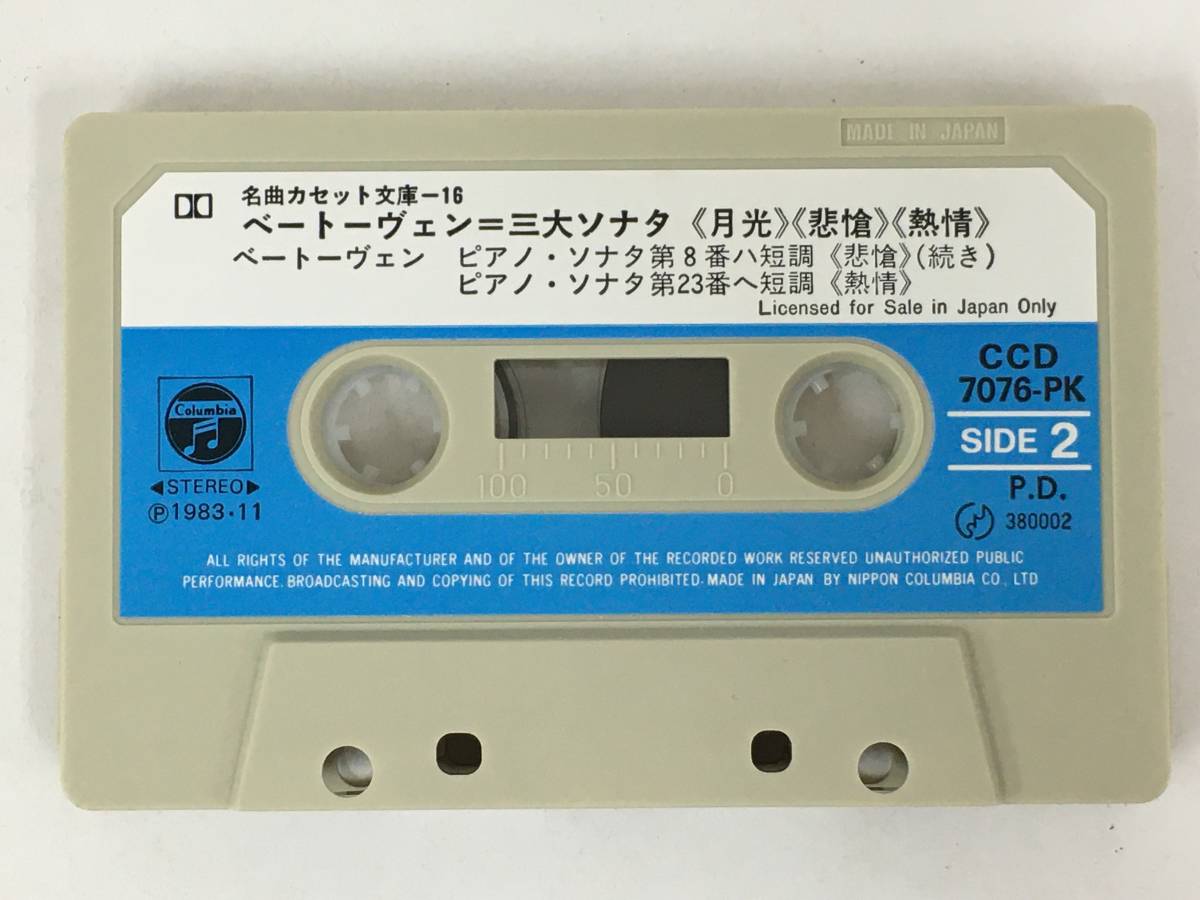 MADE IN JAPAN
名曲カセット文庫−16
ベートーヴェン=三大ソナタ《月光》《悲愴》《熱情》
ベートーヴェン ピアノ・ソナタ第8番ハ短調《悲愴》(続き)
ピアノ・ソナタ第23番ヘ短調《熱情》
Licensed for Sale in Japan Only
Columbia
◀STEREO▶
Ⓟ1983・11
100 50 0
CCD
7076-PK
SIDE 2
P.D.
380002
ALL RIGHTS OF THE MANUFACTURER AND OF THE OWNER OF THE RECORDED WORK RESERVED UNAUTHORIZED PUBLIC
PERFORMANCE. BROADCASTING AND COPYING OF THIS RECORD PROHIBITED. MADE IN JAPAN BY NIPPON COLUMBIA CO., LTD